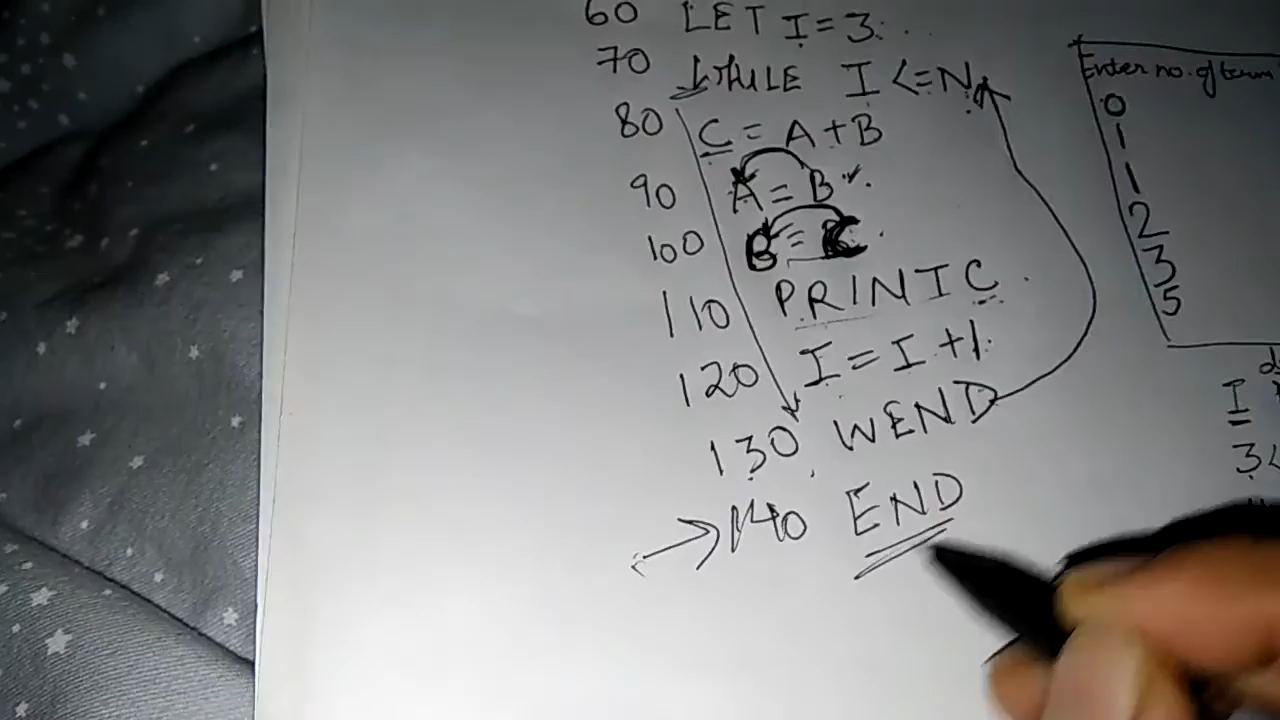 60 LET I=3
70 WHILE I <=N
80 C = A+B
90 A = B
100 B = C
110 PRINT C
120 I = I+1
130 WEND
140 END
Enter no. of term
0
1
1
2
3
5
I
3<